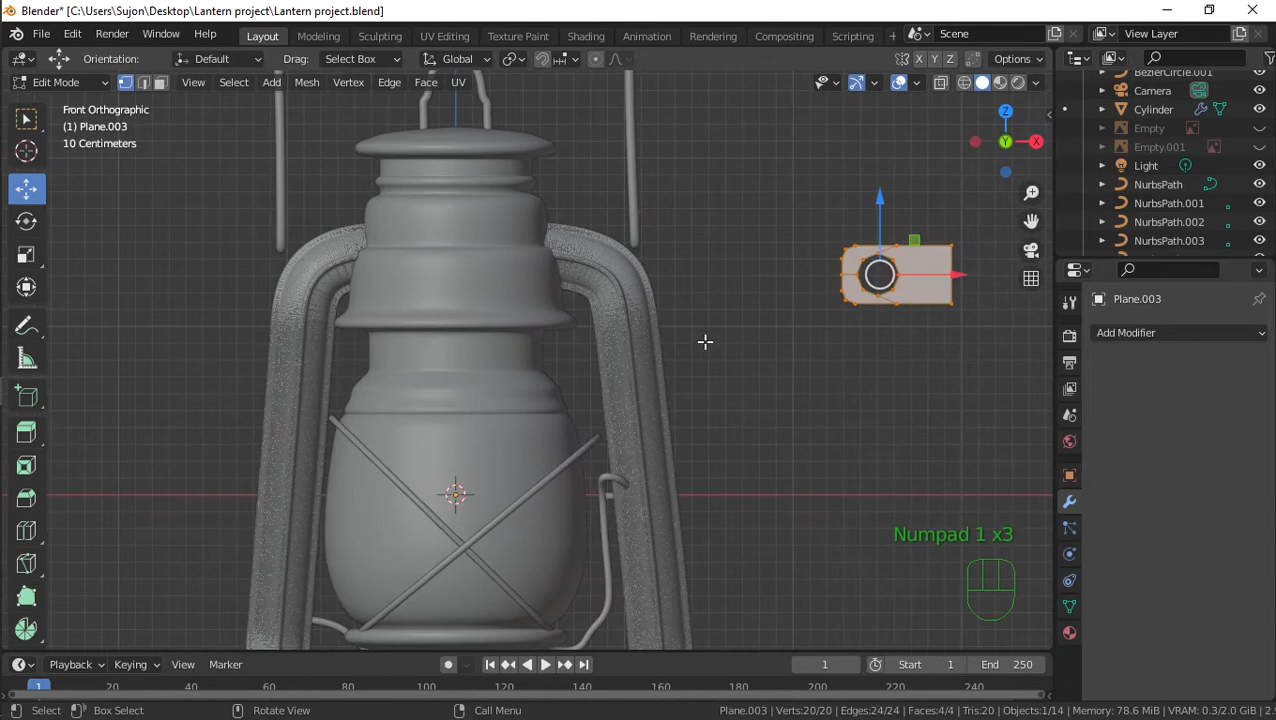 Blender* [C:\Users\Sujon\Desktop\Lantern project\Lantern project.blend]
File Edit Render Window Help Layout Modeling Sculpting UV Editing Texture Paint Shading Animation Rendering Compositing Scripting + Scene View Layer
Orientation: Default Drag: Select Box Global X Y Z Options
Edit Mode View Select Add Mesh Vertex Edge Face UV
Front Orthographic
(1) Plane.003
10 Centimeters
Z
Y
X
BezierCircle.001
Camera
Cylinder
Empty
Empty.001
Light
NurbsPath
NurbsPath.001
NurbsPath.002
NurbsPath.003
Plane.003
Add Modifier
Numpad 1 x3
Playback Keying View Marker 1 Start 1 End 250
1 20 40 60 80 100 120 140 160 180 200 220 240
Select Box Select Rotate View Call Menu Plane.003 | Verts:20/20 | Edges:24/24 | Faces:4/4 | Tris:20 | Objects:1/14 | Memory: 78.6 MiB | VRAM: 0.3/2.0 GiB | 2.